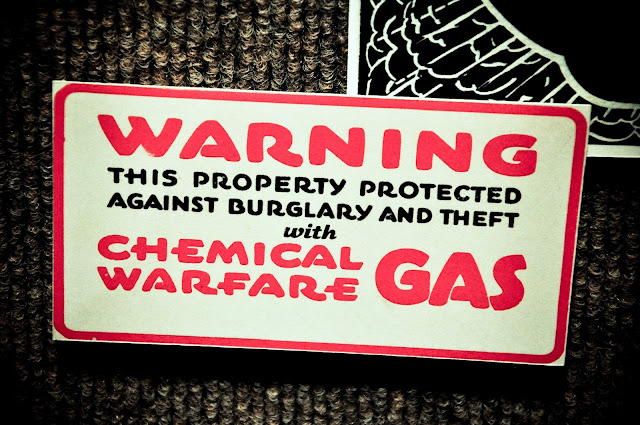 WARNING
THIS PROPERTY PROTECTED
AGAINST BURGLARY AND THEFT
with
CHEMICAL
WARFARE GAS